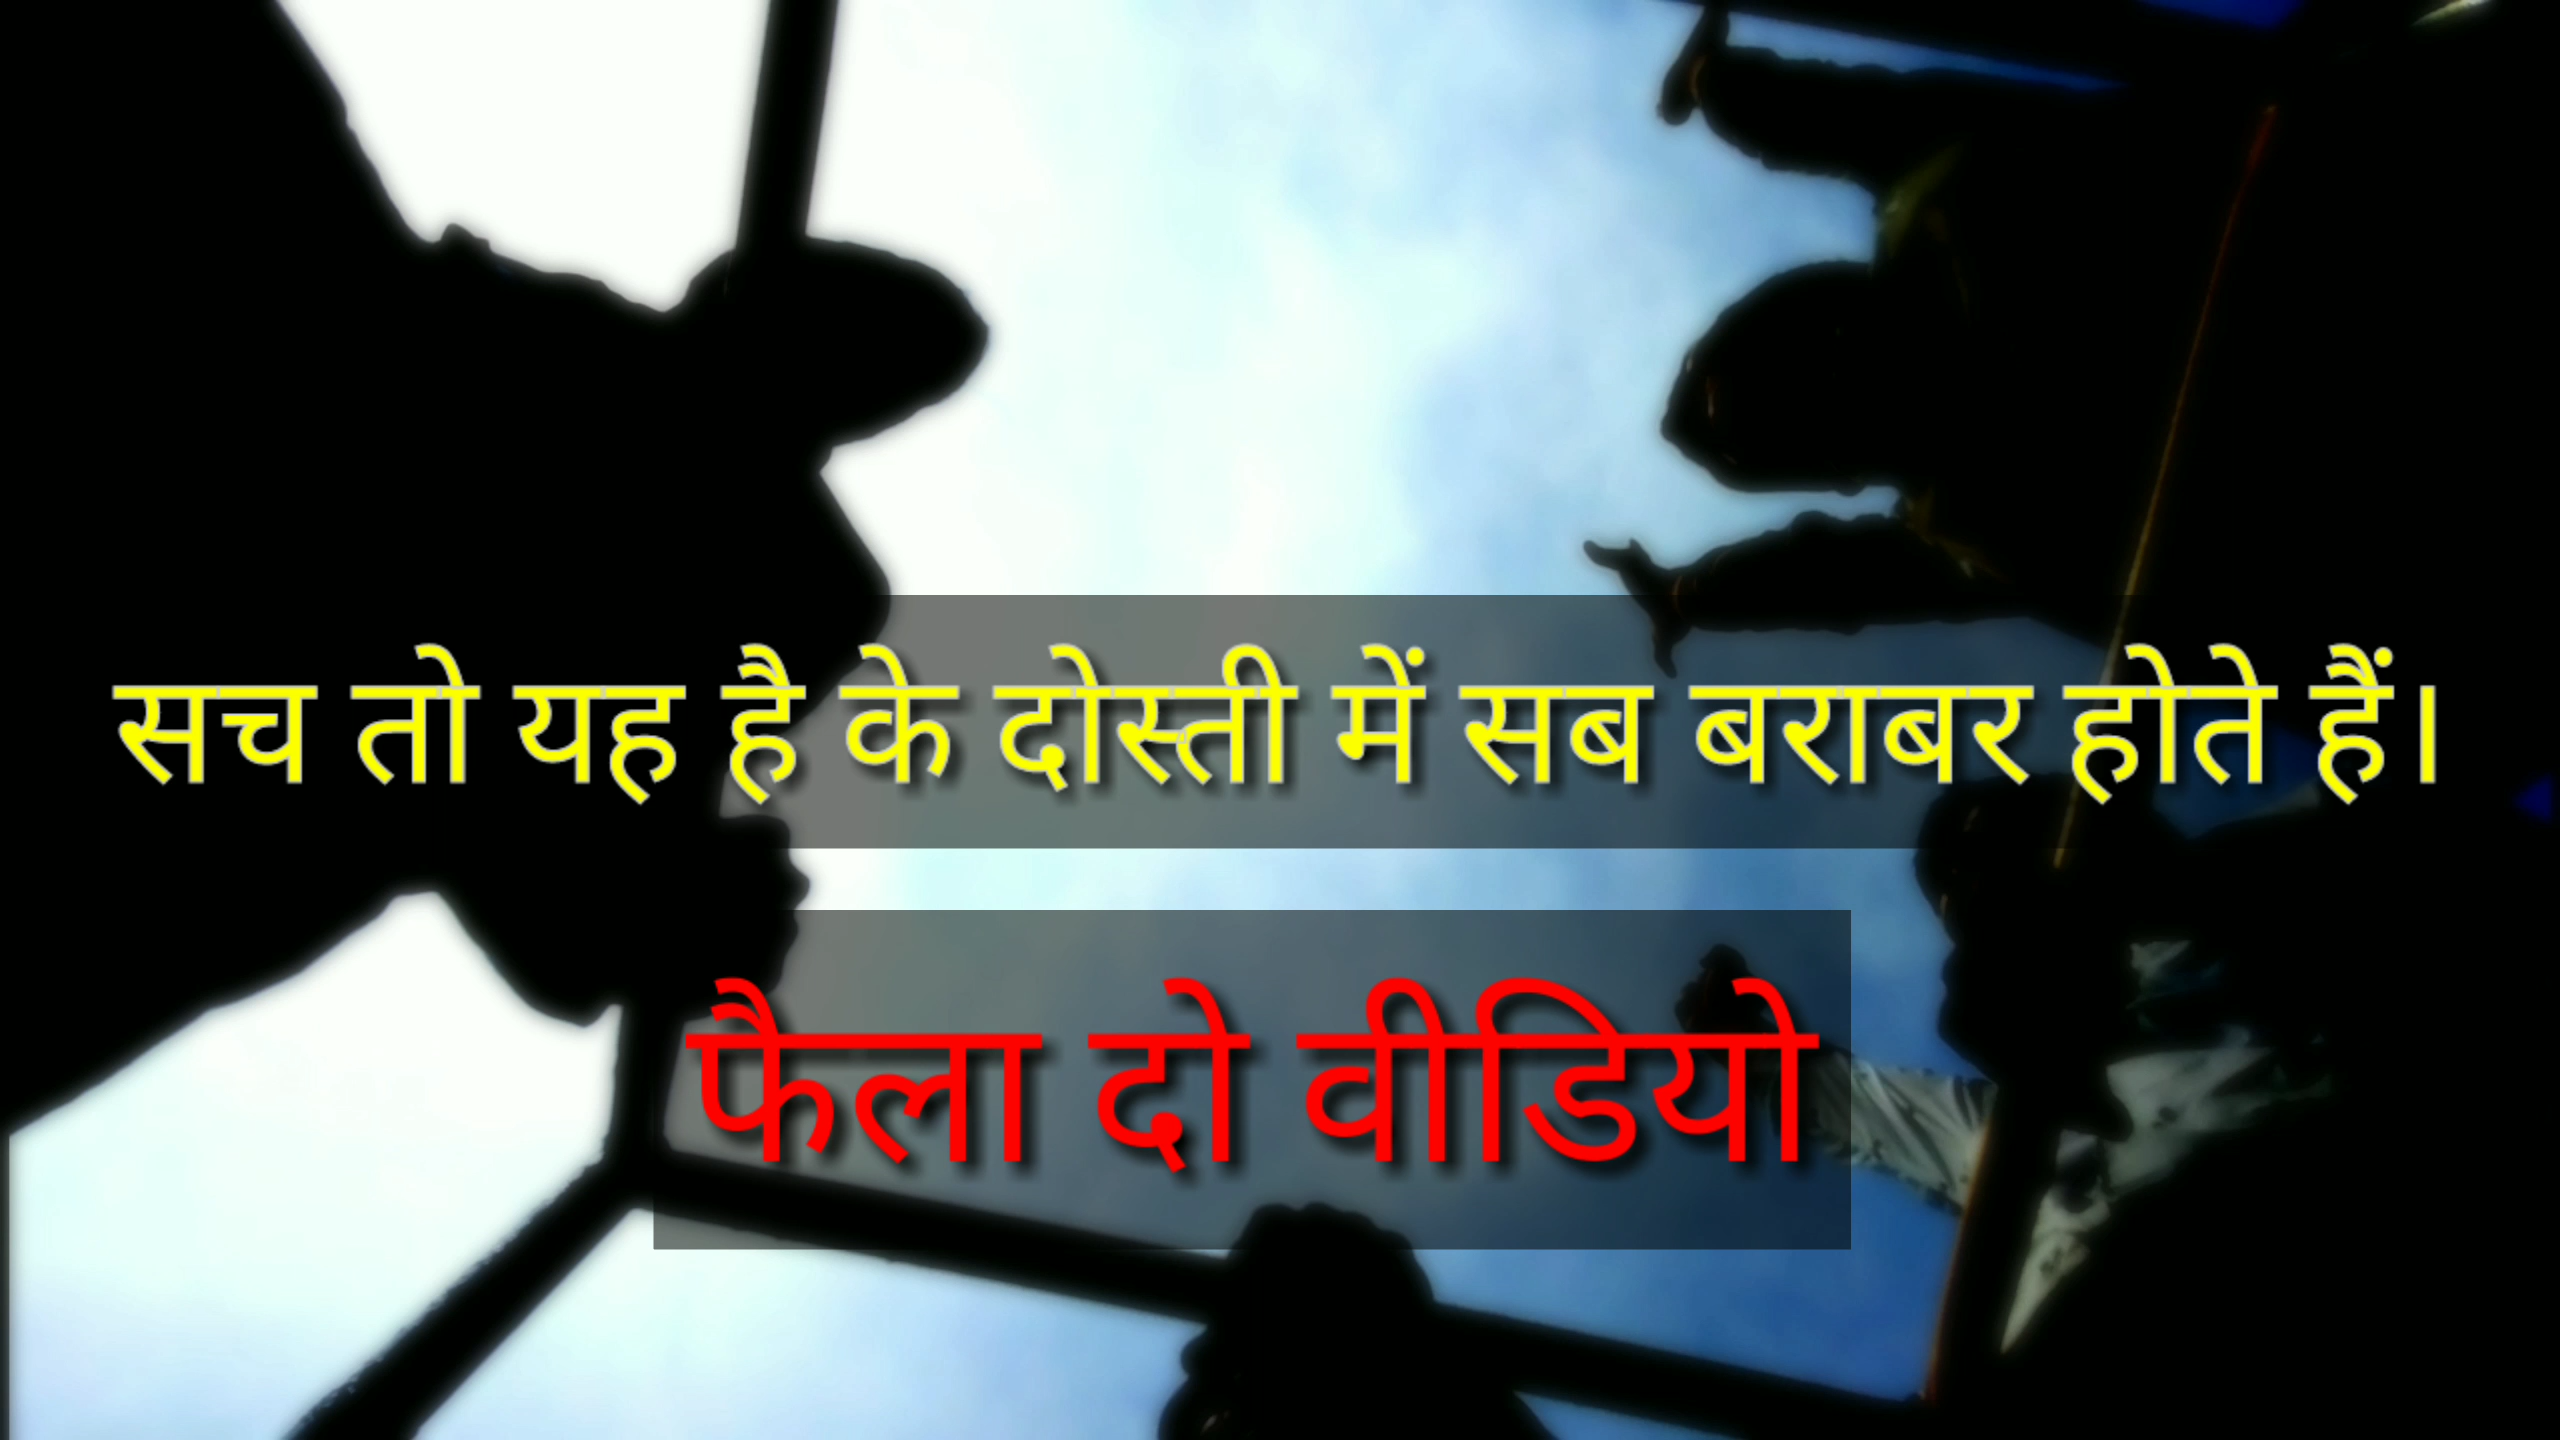 सच तो यह है के दोस्ती में सब बराबर होते हैं।
फैला दो वीडियो